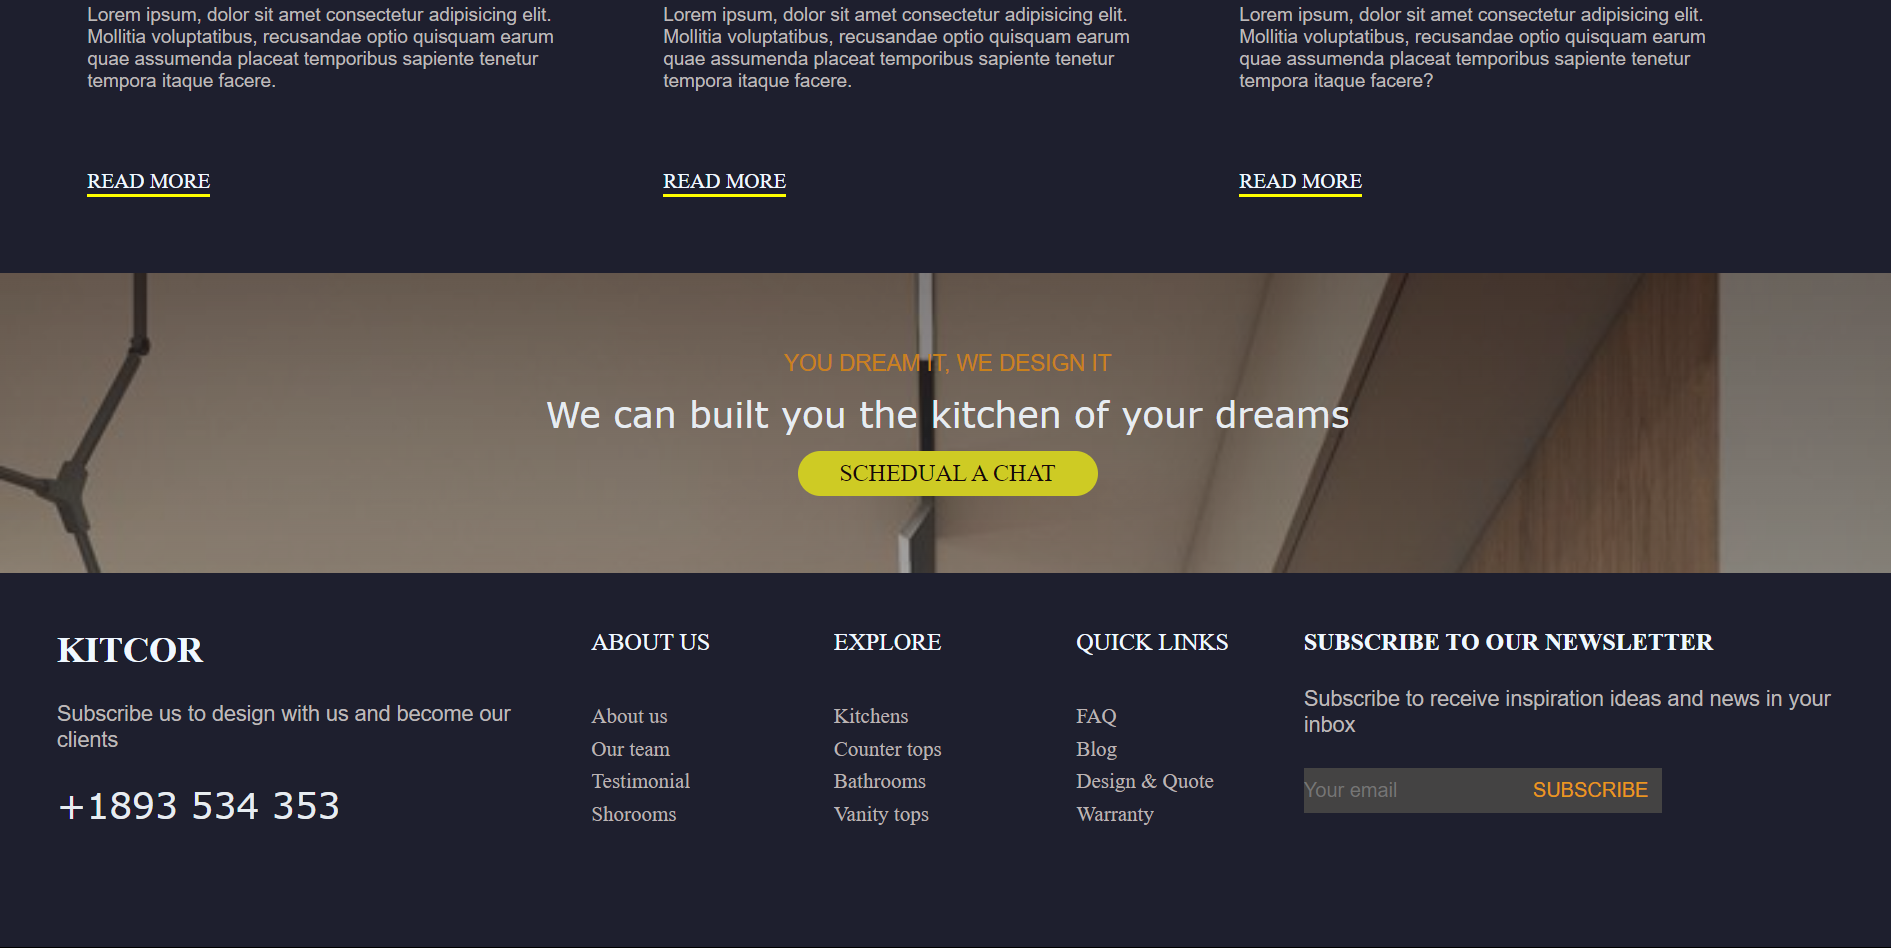 Lorem ipsum, dolor sit amet consectetur adipisicing elit.
Mollitia voluptatibus, recusandae optio quisquam earum
quae assumenda placeat temporibus sapiente tenetur
tempora itaque facere.
READ MORE
Lorem ipsum, dolor sit amet consectetur adipisicing elit.
Mollitia voluptatibus, recusandae optio quisquam earum
quae assumenda placeat temporibus sapiente tenetur
tempora itaque facere.
READ MORE
Lorem ipsum, dolor sit amet consectetur adipisicing elit.
Mollitia voluptatibus, recusandae optio quisquam earum
quae assumenda placeat temporibus sapiente tenetur
tempora itaque facere?
READ MORE
YOU DREAM IT, WE DESIGN IT
We can built you the kitchen of your dreams
SCHEDUAL A CHAT
KITCOR
Subscribe us to design with us and become our
clients
+1893 534 353
ABOUT US
About us
Our team
Testimonial
Shorooms
EXPLORE
Kitchens
Counter tops
Bathrooms
Vanity tops
QUICK LINKS
FAQ
Blog
Design & Quote
Warranty
SUBSCRIBE TO OUR NEWSLETTER
Subscribe to receive inspiration ideas and news in your
inbox
Your email
SUBSCRIBE